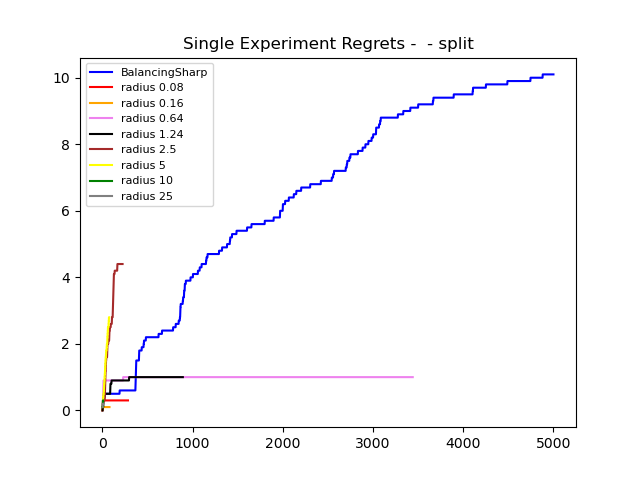 Single Experiment Regrets -  - split
BalancingSharp
radius 0.08
radius 0.16
radius 0.64
radius 1.24
radius 2.5
radius 5
radius 10
radius 25
10
8
6
4
2
0
0 1000 2000 3000 4000 5000